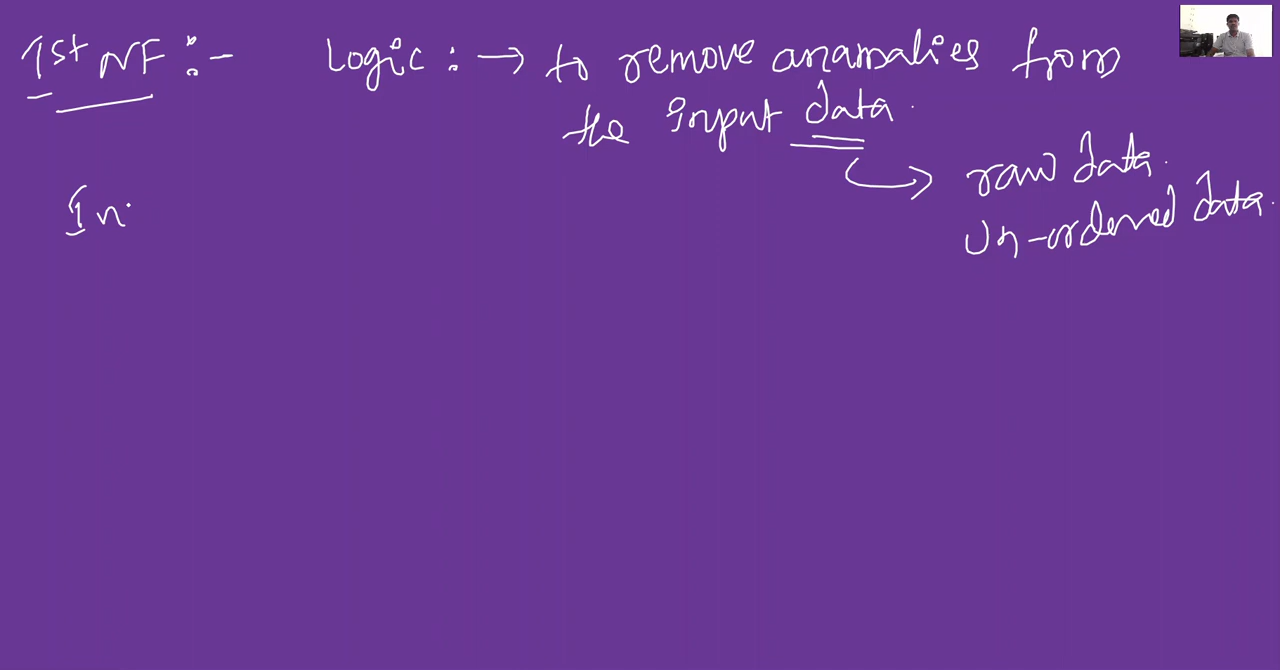 1st NF :- Logic : → to remove anamalies from
the input data.
raw data.
Un-ordered data.
In